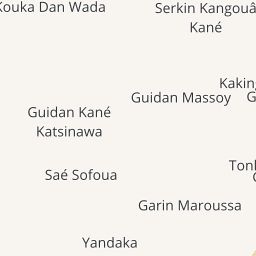 Kouka Dan Wada
Serkin Kangouâ
Kané
Guidan Massoy
Guidan Kané
Katsinawa
Saé Sofoua
Garin Maroussa
Yandaka